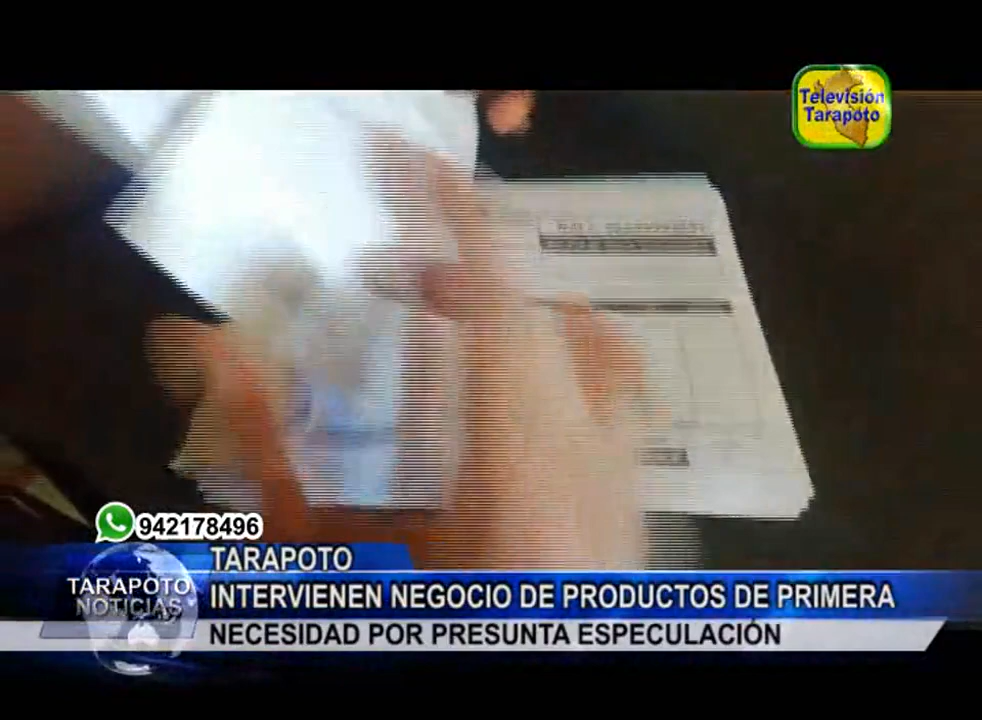 Televisión
Tarapoto
942178496
TARAPOTO
TARAPOTO
NOTICIAS
INTERVIENEN NEGOCIO DE PRODUCTOS DE PRIMERA
NECESIDAD POR PRESUNTA ESPECULACIÓN